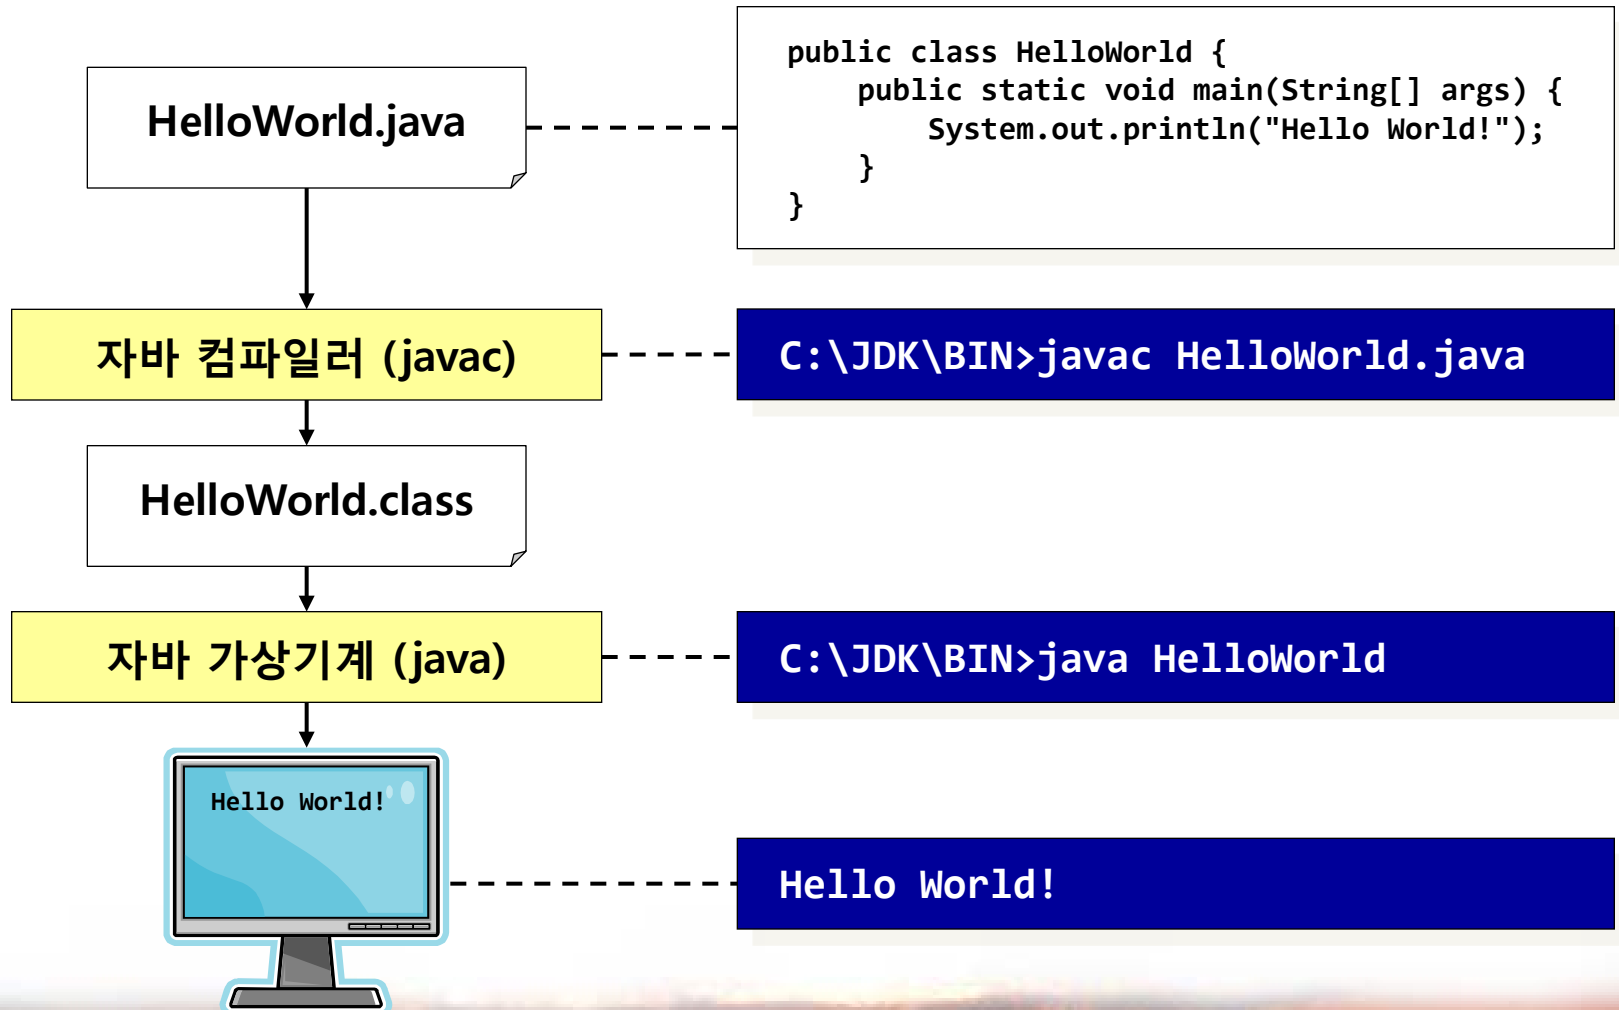 HelloWorld.java
public class HelloWorld {
    public static void main(String[] args) {
        System.out.println("Hello World!");
    }
}
자바 컴파일러 (javac)
C:\JDK\BIN>javac HelloWorld.java
HelloWorld.class
자바 가상기계 (java)
C:\JDK\BIN>java HelloWorld
Hello World!
Hello World!